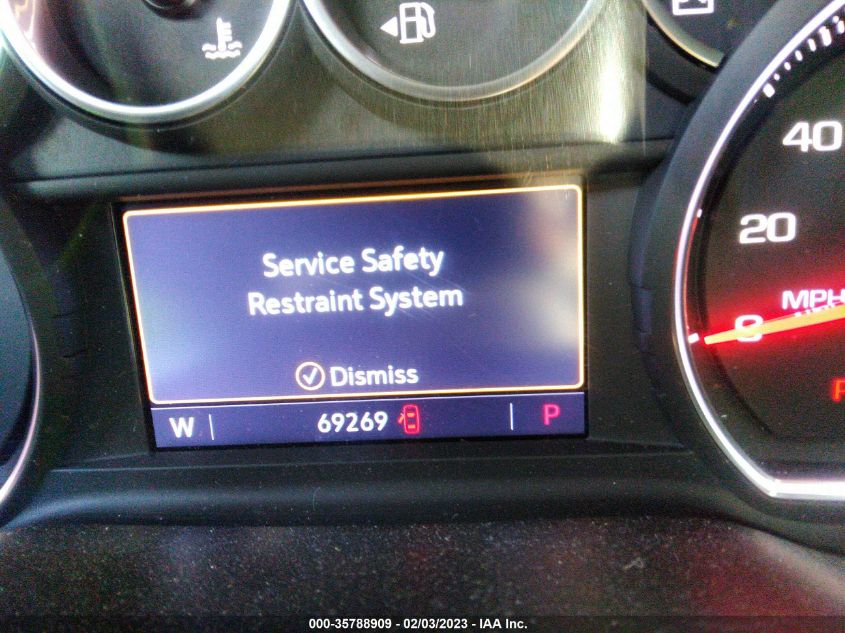 40
20
MPH
0
Service Safety
Restraint System
Dismiss
W
69269
P
000-35788909 - 02/03/2023 - IAA Inc.